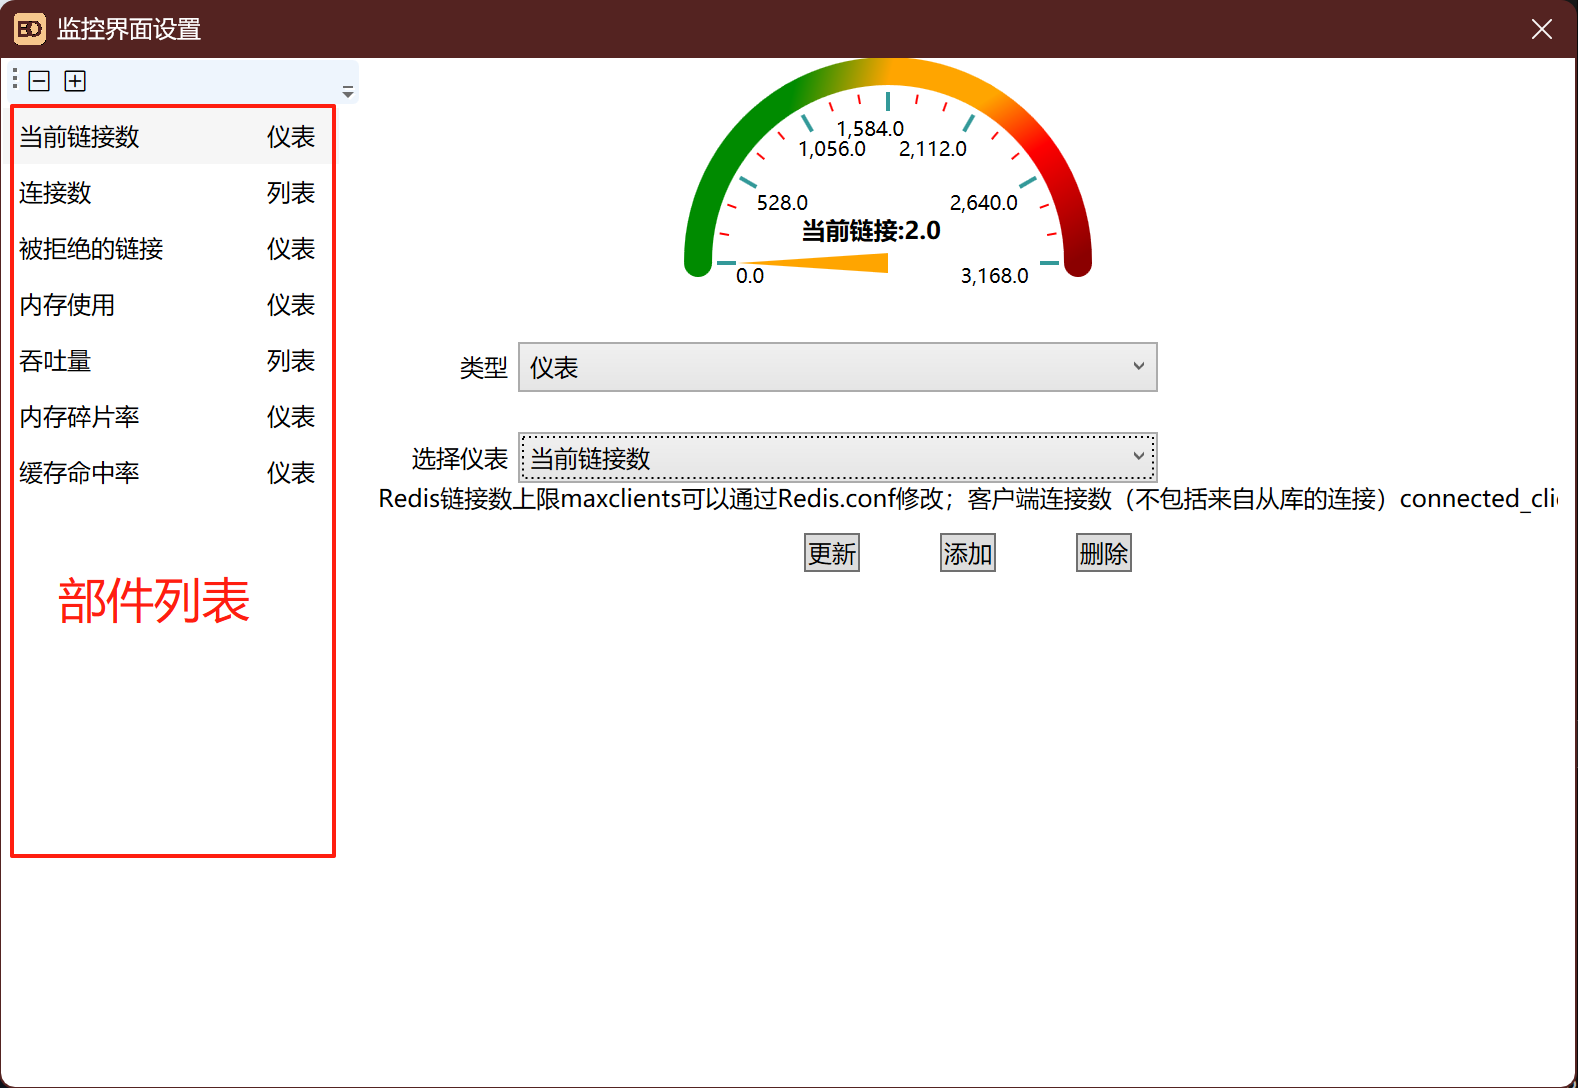 监控界面设置
当前链接数 仪表
连接数 列表
被拒绝的链接 仪表
内存使用 仪表
吞吐量 列表
内存碎片率 仪表
缓存命中率 仪表
部件列表
1,584.0
1,056.0 2,112.0
528.0 2,640.0
当前链接:2.0
0.0 3,168.0
类型 仪表
选择仪表 当前链接数
Redis链接数上限maxclients可以通过Redis.conf修改；客户端连接数（不包括来自从库的连接）connected_cli
更新 添加 删除